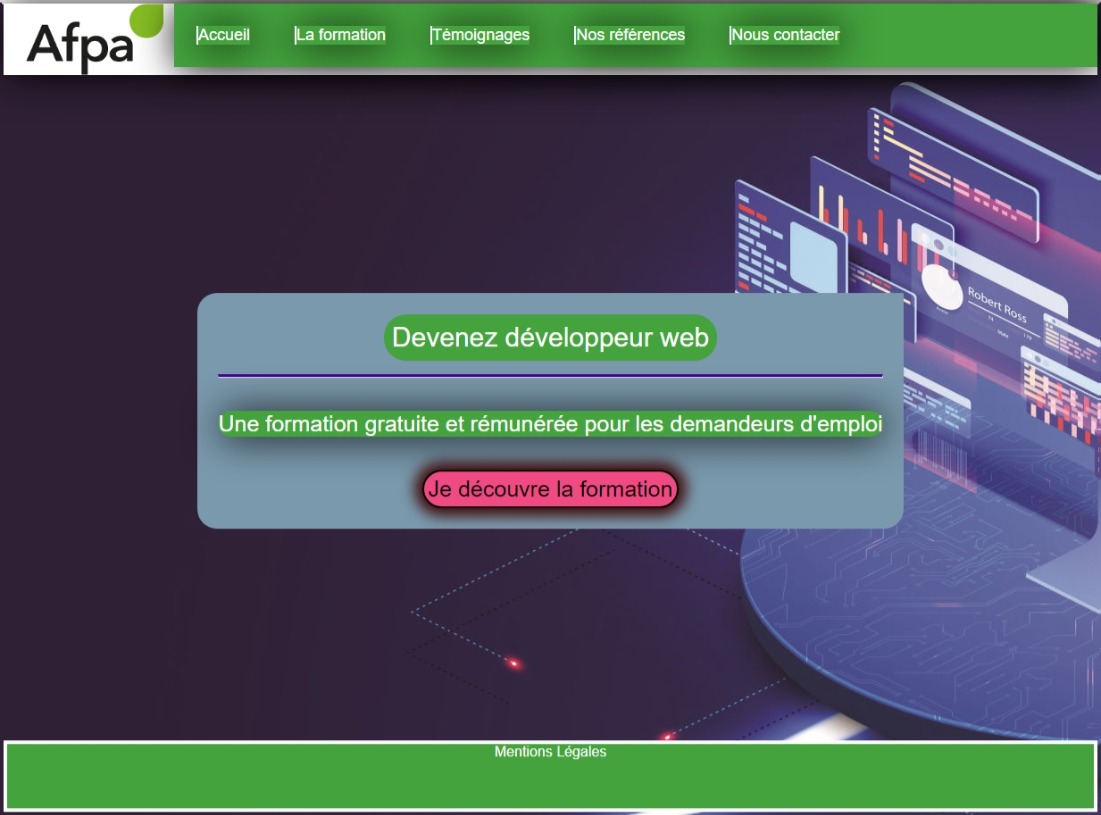 Afpa
|Accueil |La formation |Témoignages |Nos références |Nous contacter
Robert Ross
Devenez développeur web
Une formation gratuite et rémunérée pour les demandeurs d'emploi
Je découvre la formation
Mentions Légales